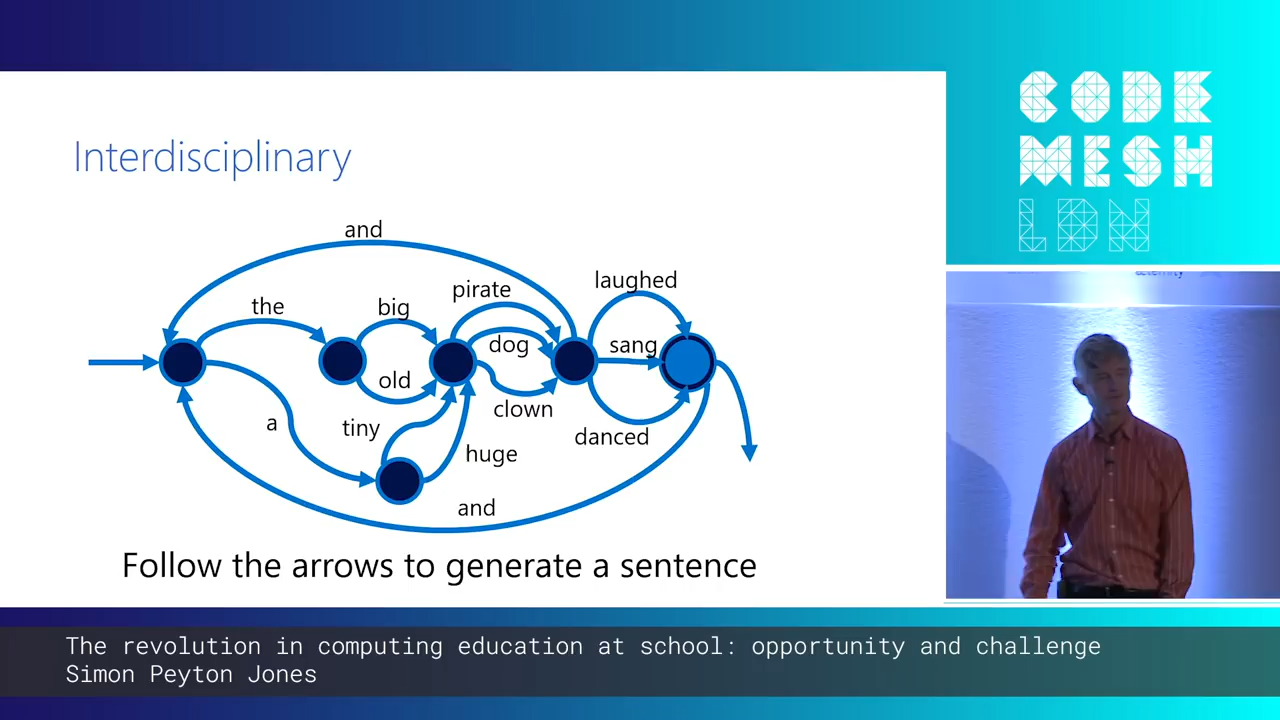 CODE
MESH
LDN
Interdisciplinary
and
laughed
pirate
the
big
dog
sang
old
clown
a
tiny
danced
huge
and
Follow the arrows to generate a sentence
The revolution in computing education at school: opportunity and challenge
Simon Peyton Jones